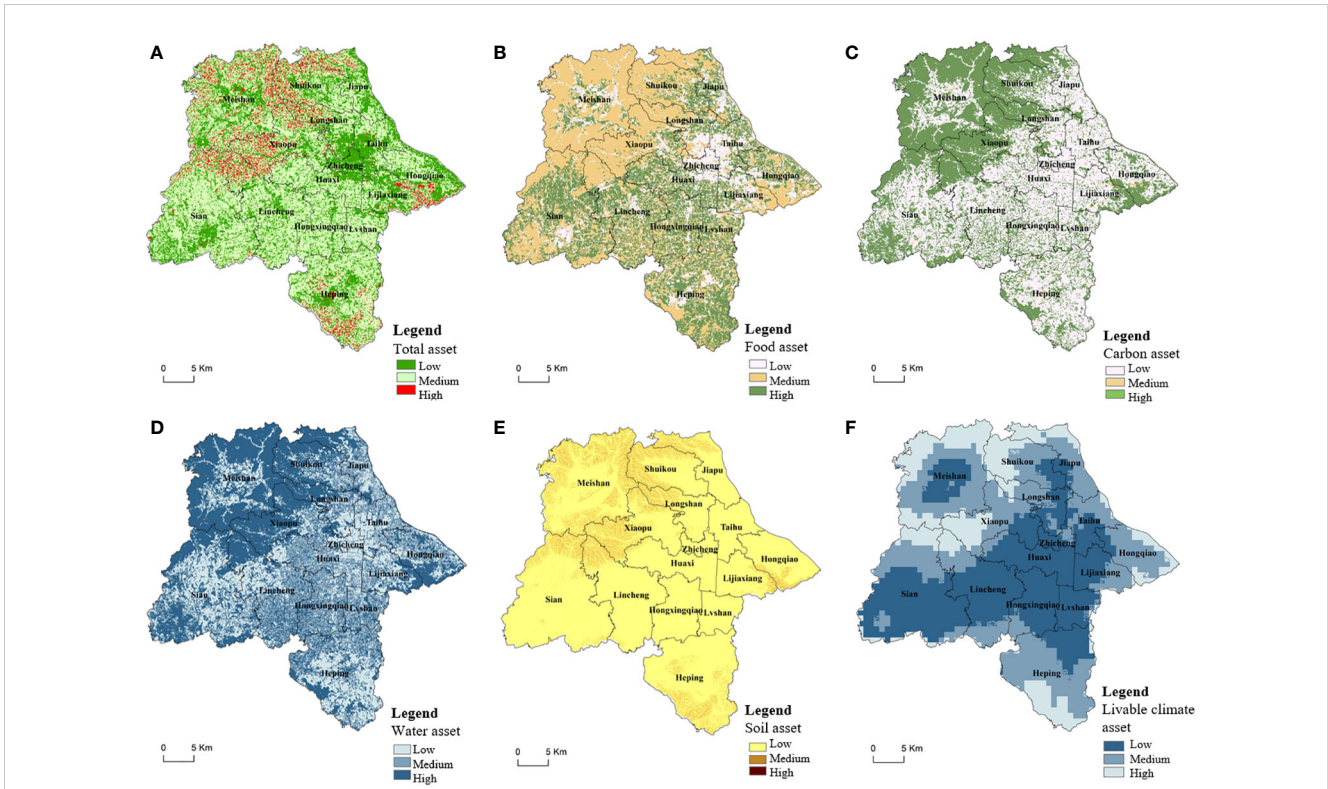 A
Meishan
Shuikou
Jiapu
Longshan
Xiaopu
Taihu
Zhicheng
Huaxi
Hongqiao
Lijiaxiang
Sian
Lincheng
Hongxingqiao
Lvshan
Heping
Legend
Total asset
Low
Medium
High
0 5 Km
B
Meishan
Shuikou
Jiapu
Longshan
Xiaopu
Taihu
Zhicheng
Huaxi
Hongqiao
Lijiaxiang
Sian
Lincheng
Hongxingqiao
Lvshan
Heping
Legend
Food asset
Low
Medium
High
0 5 Km
C
Meishan
Shuikou
Jiapu
Longshan
Xiaopu
Taihu
Zhicheng
Huaxi
Hongqiao
Lijiaxiang
Sian
Lincheng
Hongxingqiao
Lvshan
Heping
Legend
Carbon asset
Low
Medium
High
0 5 Km
D
Meishan
Shuikou
Jiapu
Longshan
Xiaopu
Taihu
Zhicheng
Huaxi
Hongqiao
Lijiaxiang
Sian
Lincheng
Hongxingqiao
Lvshan
Heping
Legend
Water asset
Low
Medium
High
0 5 Km
E
Meishan
Shuikou
Jiapu
Longshan
Xiaopu
Taihu
Zhicheng
Huaxi
Hongqiao
Lijiaxiang
Sian
Lincheng
Hongxingqiao
Lvshan
Heping
Legend
Soil asset
Low
Medium
High
0 5 Km
F
Meishan
Shuikou
Jiapu
Longshan
Xiaopu
Taihu
Zhicheng
Huaxi
Hongqiao
Lijiaxiang
Sian
Lincheng
Hongxingqiao
Lvshan
Heping
Legend
Livable climate
asset
Low
Medium
High
0 5 Km